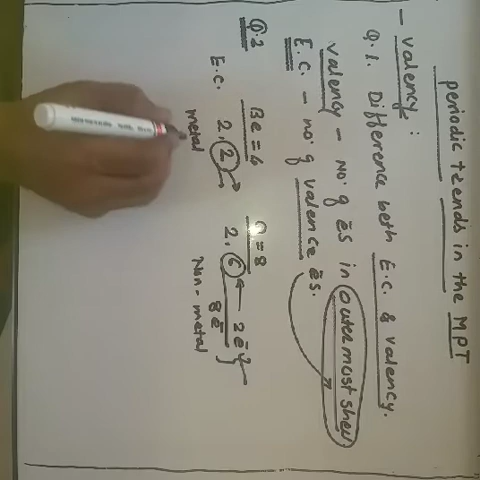 periodic trends in the MPT
- valency:
Q.1. Difference beth E.C. & valency.
valency - no. of ēs in outermost shell
E.C. - no. of valence ēs.
Q.2 Be = 4 O = 8
E.C. 2, 2 2, 6 2ē
8ē
metal Non-metal